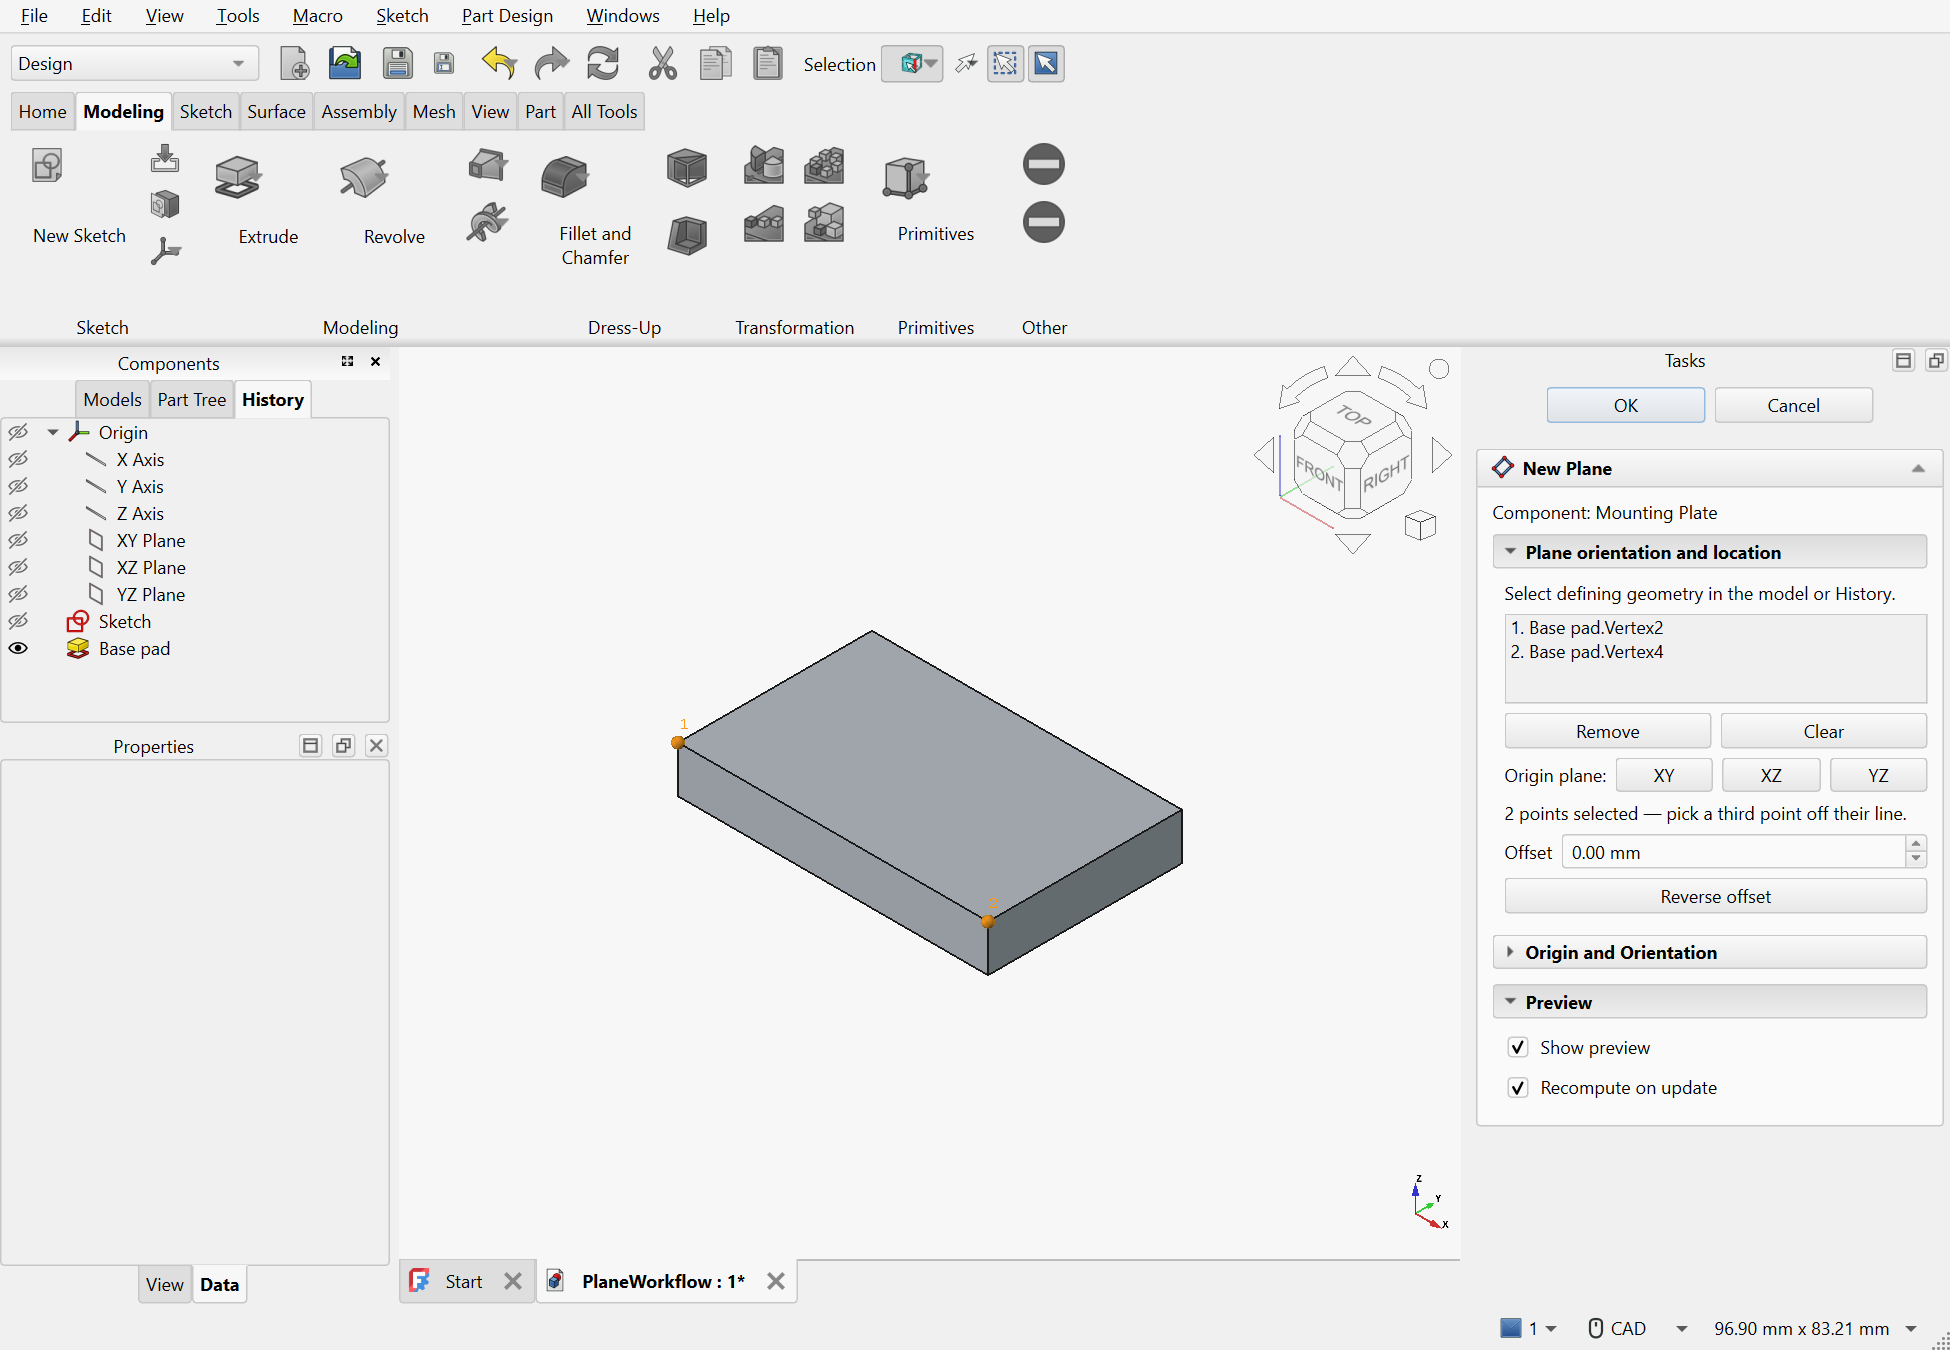 File Edit View Tools Macro Sketch Part Design Windows Help
Design
Selection
Home Modeling Sketch Surface Assembly Mesh View Part All Tools
New Sketch
Extrude
Revolve
Fillet and
Chamfer
Primitives
Sketch Modeling Dress-Up Transformation Primitives Other
Components
Models Part Tree History
Origin
X Axis
Y Axis
Z Axis
XY Plane
XZ Plane
YZ Plane
Sketch
Base pad
Properties
View Data
TOP
FRONT
RIGHT
1
2
Z
Y
X
Start
PlaneWorkflow : 1*
Tasks
OK Cancel
New Plane
Component: Mounting Plate
Plane orientation and location
Select defining geometry in the model or History.
1. Base pad.Vertex2
2. Base pad.Vertex4
Remove Clear
Origin plane: XY XZ YZ
2 points selected — pick a third point off their line.
Offset 0.00 mm
Reverse offset
Origin and Orientation
Preview
Show preview
Recompute on update
1 CAD 96.90 mm x 83.21 mm